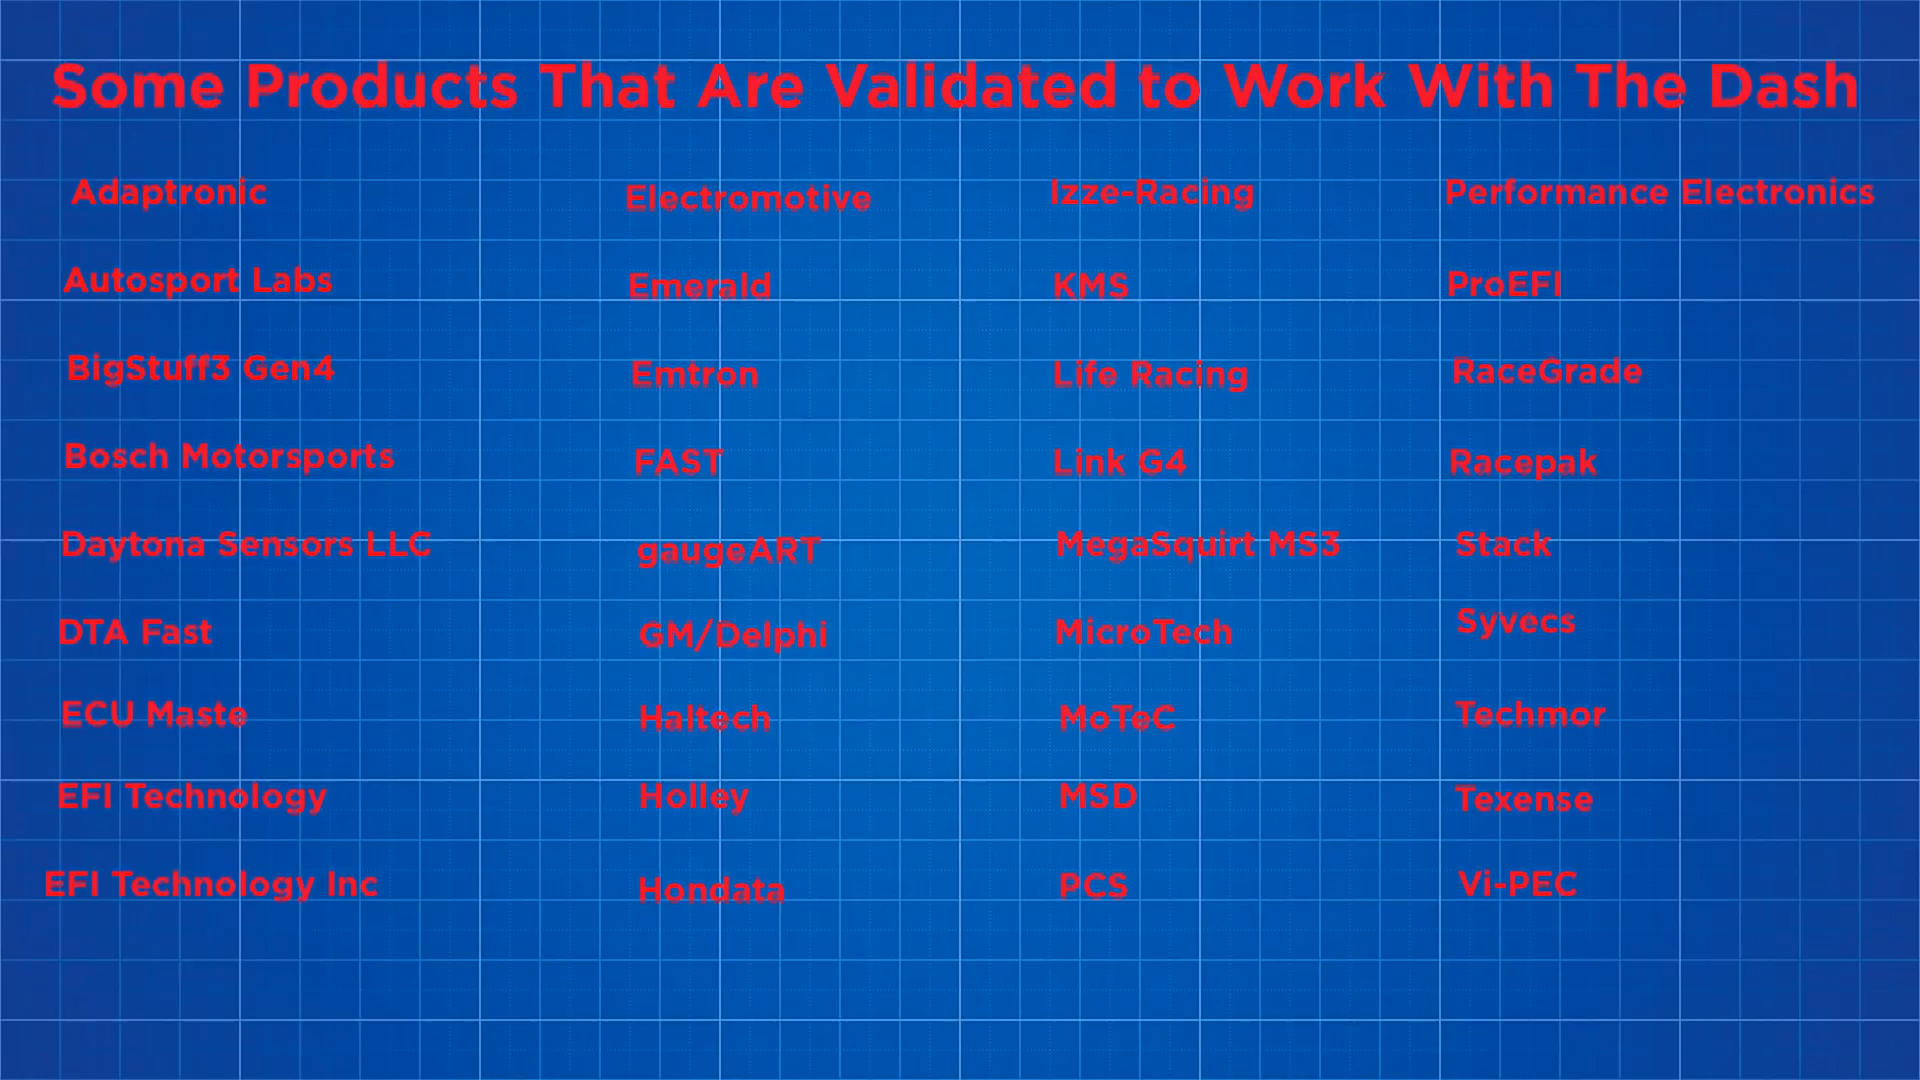 Some Products That Are Validated to Work With The Dash
Adaptronic
Autosport Labs
BigStuff3 Gen4
Bosch Motorsports
Daytona Sensors LLC
DTA Fast
ECU Maste
EFI Technology
EFI Technology Inc
Electromotive
Emerald
Emtron
FAST
gaugeART
GM/Delphi
Haltech
Holley
Hondata
Izze-Racing
KMS
Life Racing
Link G4
MegaSquirt MS3
MicroTech
MoTeC
MSD
PCS
Performance Electronics
ProEFI
RaceGrade
Racepak
Stack
Syvecs
Techmor
Texense
Vi-PEC